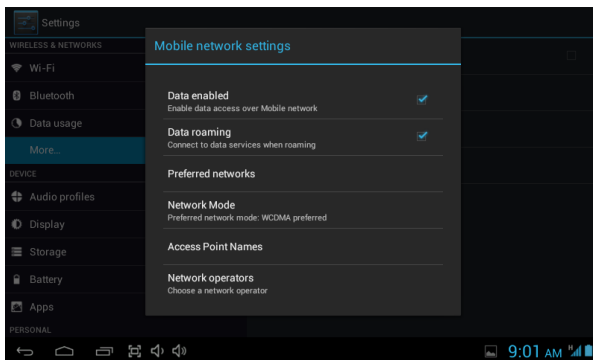 Settings
WIRELESS & NETWORKS
Wi-Fi
Bluetooth
Data usage
More...
DEVICE
Audio profiles
Display
Storage
Battery
Apps
PERSONAL
Mobile network settings
Data enabled
Enable data access over Mobile network
Data roaming
Connect to data services when roaming
Preferred networks
Network Mode
Preferred network mode: WCDMA preferred
Access Point Names
Network operators
Choose a network operator
9:01 AM
H